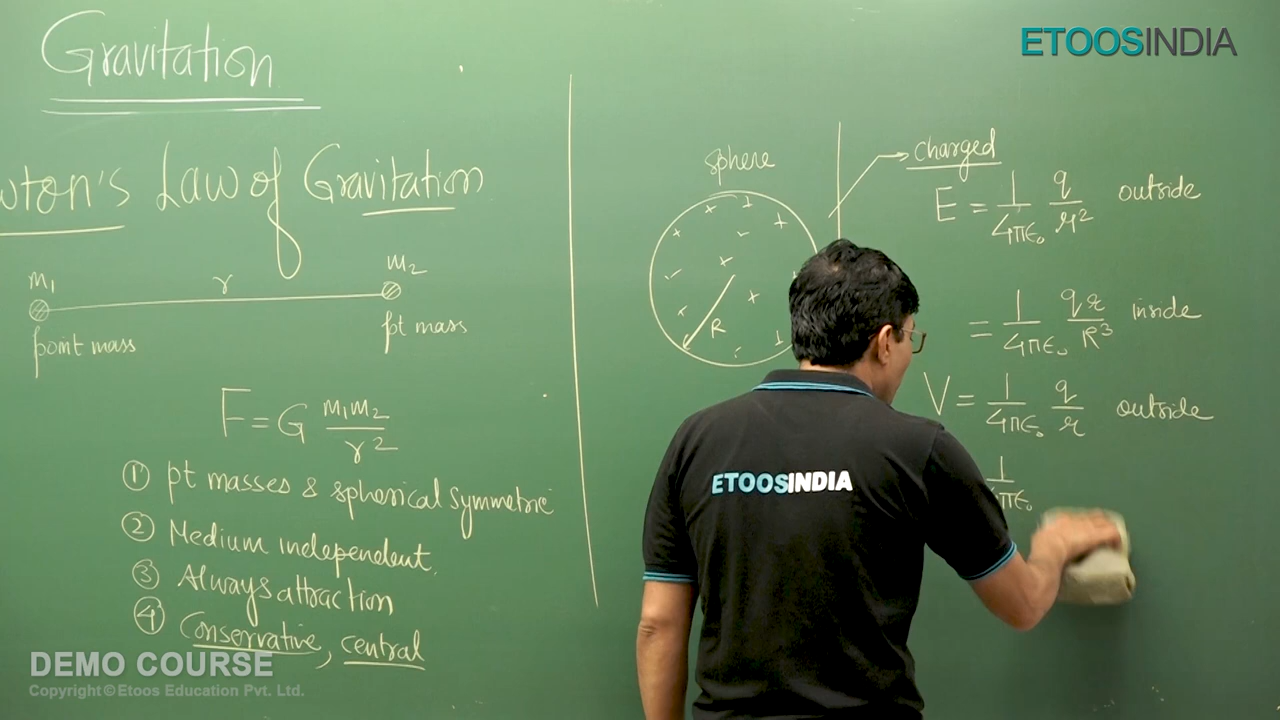 Gravitation
ETOOSINDIA
wton's Law of Gravitation
m₁ r m₂
point mass pt mass
F = G m₁m₂ / r²
① pt masses & spherical symmetric
② Medium independent
③ Always attraction
④ Conservative, central
sphere
R
charged
E = 1/4πε₀ q/r² outside
= 1/4πε₀ qr/R³ inside
V = 1/4πε₀ q/r outside
1/4πε₀
ETOOSINDIA
DEMO COURSE
Copyright © Etoos Education Pvt. Ltd.